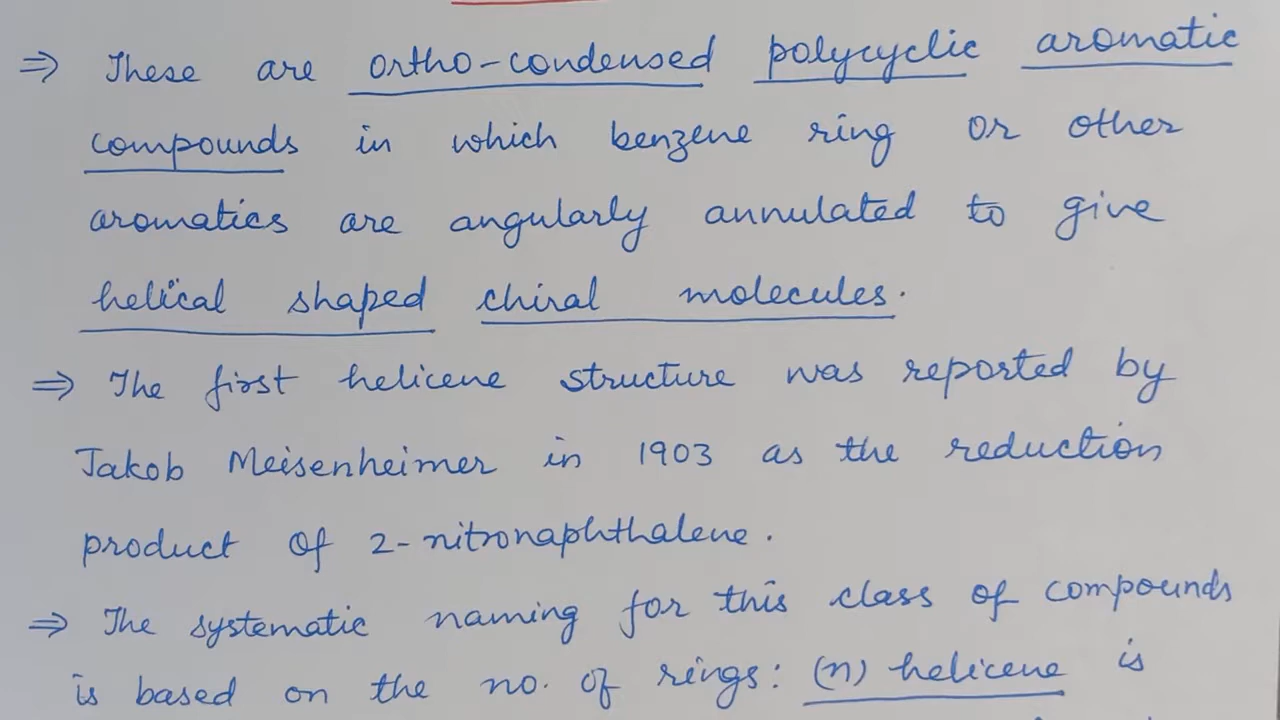 ⇒ These are ortho-condensed polycyclic aromatic
compounds in which benzene ring or other
aromatics are angularly annulated to give
helical shaped chiral molecules.
⇒ The first helicene structure was reported by
Jakob Meisenheimer in 1903 as the reduction
product of 2-nitronaphthalene.
⇒ The systematic naming for this class of compounds
is based on the no. of rings: (n) helicene is